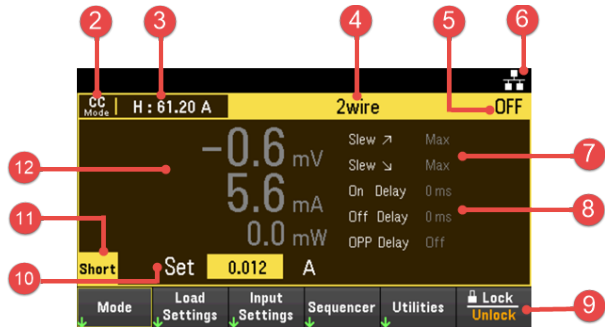 2 3 4 5 6
CC Mode H : 61.20 A 2wire OFF
-0.6 mV
5.6 mA
0.0 mW
Slew ↗ Max
Slew ↘ Max
On Delay 0 ms
Off Delay 0 ms
OPP Delay Off
7
8
12
11
10
Short Set 0.012 A
Mode
Load Settings
Input Settings
Sequencer
Utilities
Lock
Unlock
9